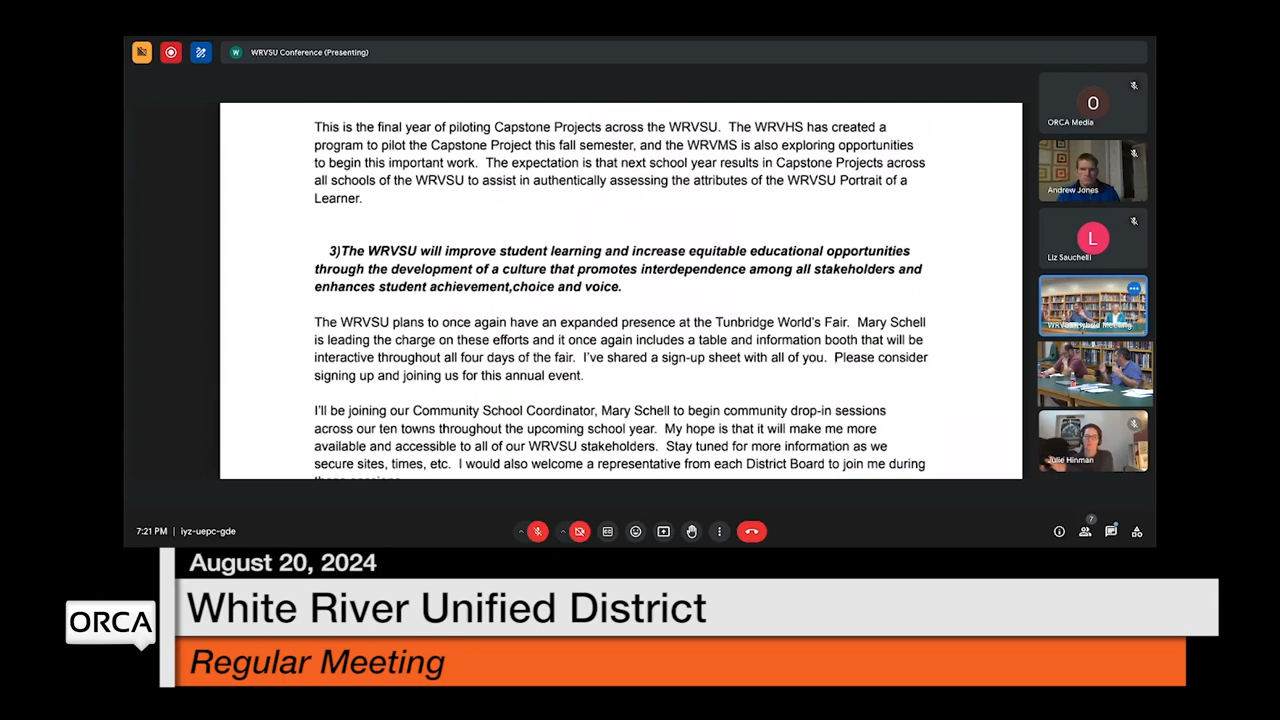 W WRVSU Conference (Presenting)
This is the final year of piloting Capstone Projects across the WRVSU. The WRVHS has created a
program to pilot the Capstone Project this fall semester, and the WRVMS is also exploring opportunities
to begin this important work. The expectation is that next school year results in Capstone Projects across
all schools of the WRVSU to assist in authentically assessing the attributes of the WRVSU Portrait of a
Learner.
3)The WRVSU will improve student learning and increase equitable educational opportunities
through the development of a culture that promotes interdependence among all stakeholders and
enhances student achievement,choice and voice.
The WRVSU plans to once again have an expanded presence at the Tunbridge World's Fair. Mary Schell
is leading the charge on these efforts and it once again includes a table and information booth that will be
interactive throughout all four days of the fair. I've shared a sign-up sheet with all of you. Please consider
signing up and joining us for this annual event.
I'll be joining our Community School Coordinator, Mary Schell to begin community drop-in sessions
across our ten towns throughout the upcoming school year. My hope is that it will make me more
available and accessible to all of our WRVSU stakeholders. Stay tuned for more information as we
secure sites, times, etc. I would also welcome a representative from each District Board to join me during
O
ORCA Media
Andrew Jones
L
Liz Sauchelli
Hybrid Meeting
Julie Hinman
7:21 PM | iyz-uepc-gde
7
August 20, 2024
ORCA
White River Unified District
Regular Meeting